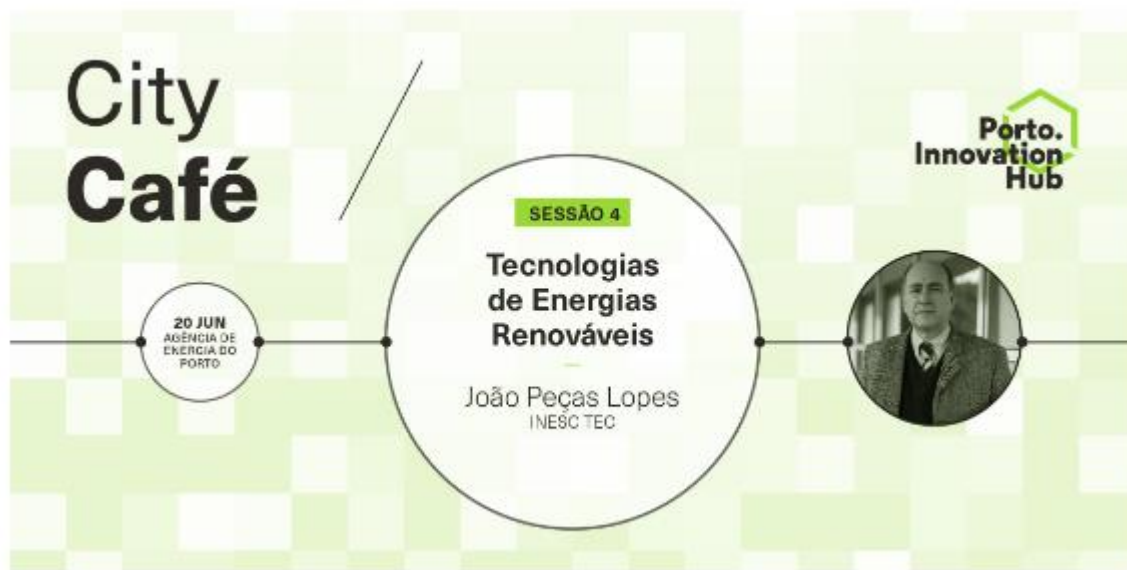 City
Café
Porto.
Innovation
Hub
SESSÃO 4
Tecnologias
de Energias
Renováveis
João Peças Lopes
INESC TEC
20 JUN
AGÊNCIA DE
ENERGIA DO
PORTO